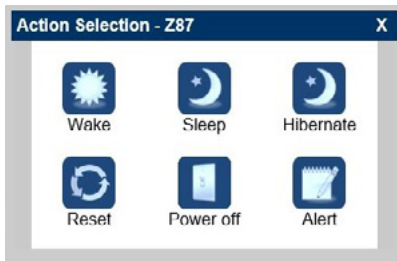 Action Selection - Z87 X
Wake Sleep Hibernate
Reset Power off Alert